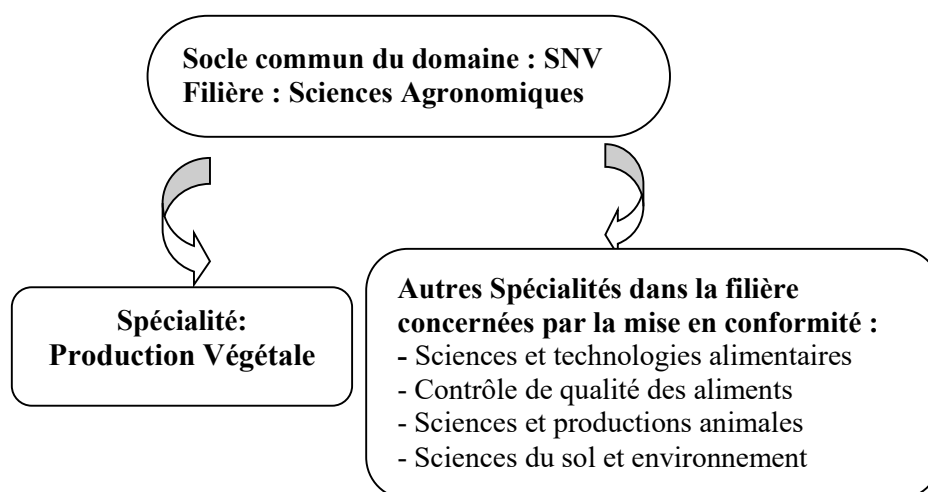 Socle commun du domaine : SNV
Filière : Sciences Agronomiques
Spécialité:
Production Végétale
Autres Spécialités dans la filière
concernées par la mise en conformité :
- Sciences et technologies alimentaires
- Contrôle de qualité des aliments
- Sciences et productions animales
- Sciences du sol et environnement